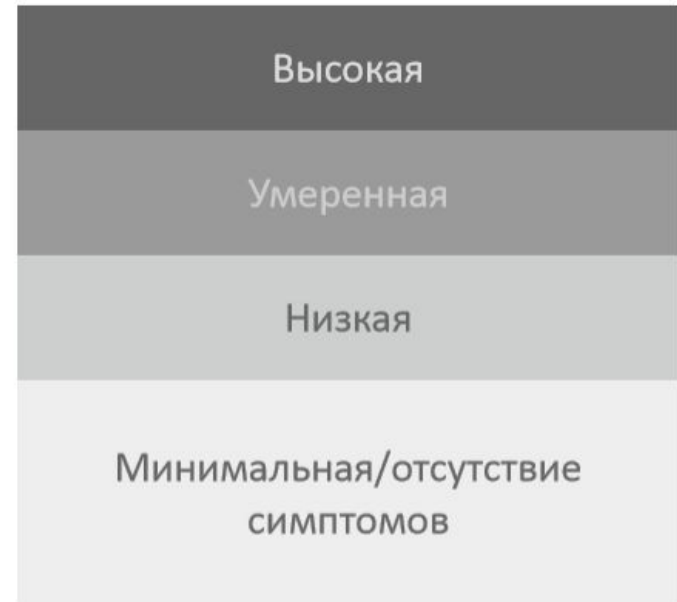 Высокая
Умеренная
Низкая
Минимальная/отсутствие
симптомов